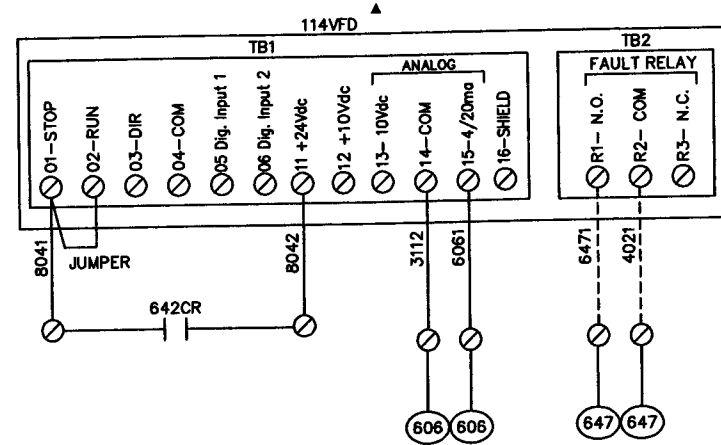 114VFD
TB1
TB2
ANALOG
FAULT RELAY
01-STOP
02-RUN
03-DIR
04-COM
05 Dig. Input 1
06 Dig. Input 2
11 +24Vdc
12 +10Vdc
13- 10Vdc
14-COM
15-4/20ma
16-SHIELD
R1- N.O.
R2- COM
R3- N.C.
8041
JUMPER
8042
3112
6061
6471
4021
642CR
606
606
647
647